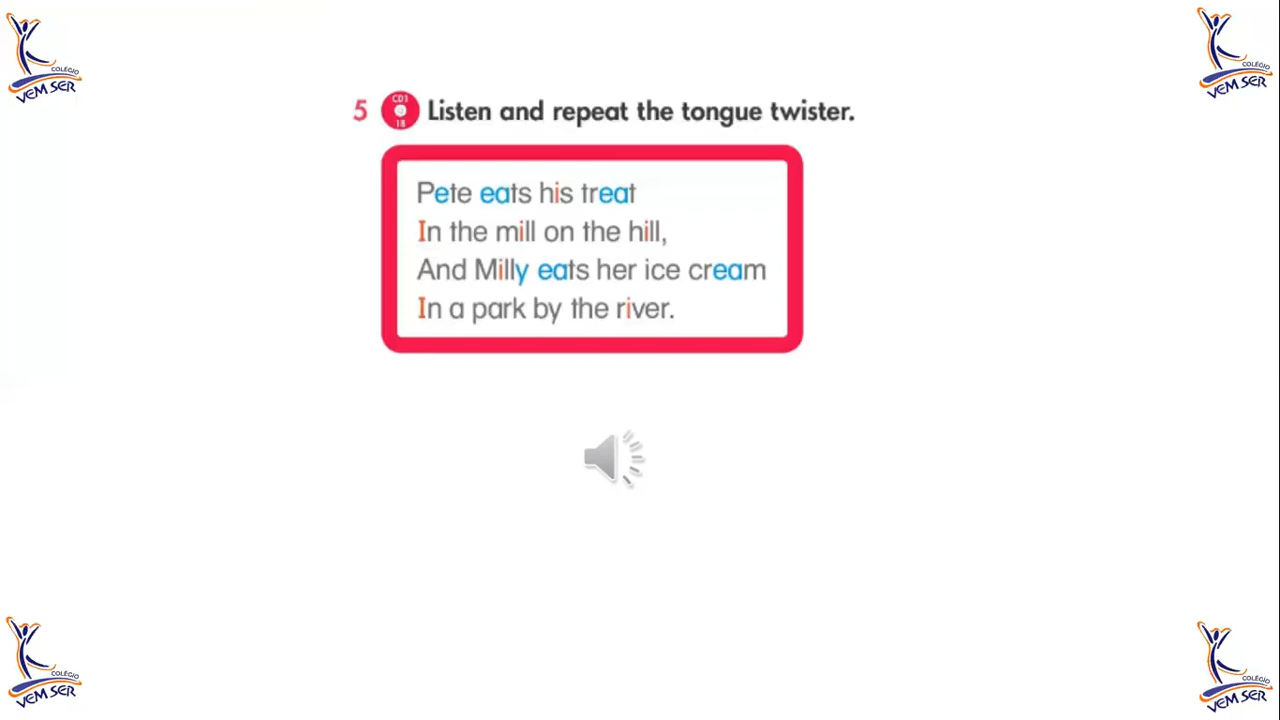 COLÉGIO
VEM SER
COLÉGIO
VEM SER
5 CD1 18 Listen and repeat the tongue twister.
Pete eats his treat
In the mill on the hill,
And Milly eats her ice cream
In a park by the river.
COLÉGIO
VEM SER
COLÉGIO
VEM SER